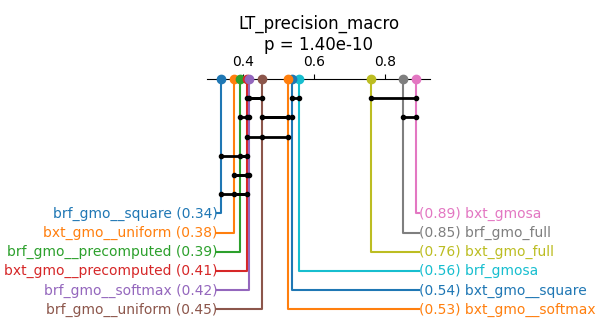 LT_precision_macro
p = 1.40e-10
0.4 0.6 0.8
brf_gmo__square (0.34) (0.89) bxt_gmosa
bxt_gmo__uniform (0.38) (0.85) brf_gmo_full
brf_gmo__precomputed (0.39) (0.76) bxt_gmo_full
bxt_gmo__precomputed (0.41) (0.56) brf_gmosa
brf_gmo__softmax (0.42) (0.54) bxt_gmo__square
brf_gmo__uniform (0.45) (0.53) bxt_gmo__softmax